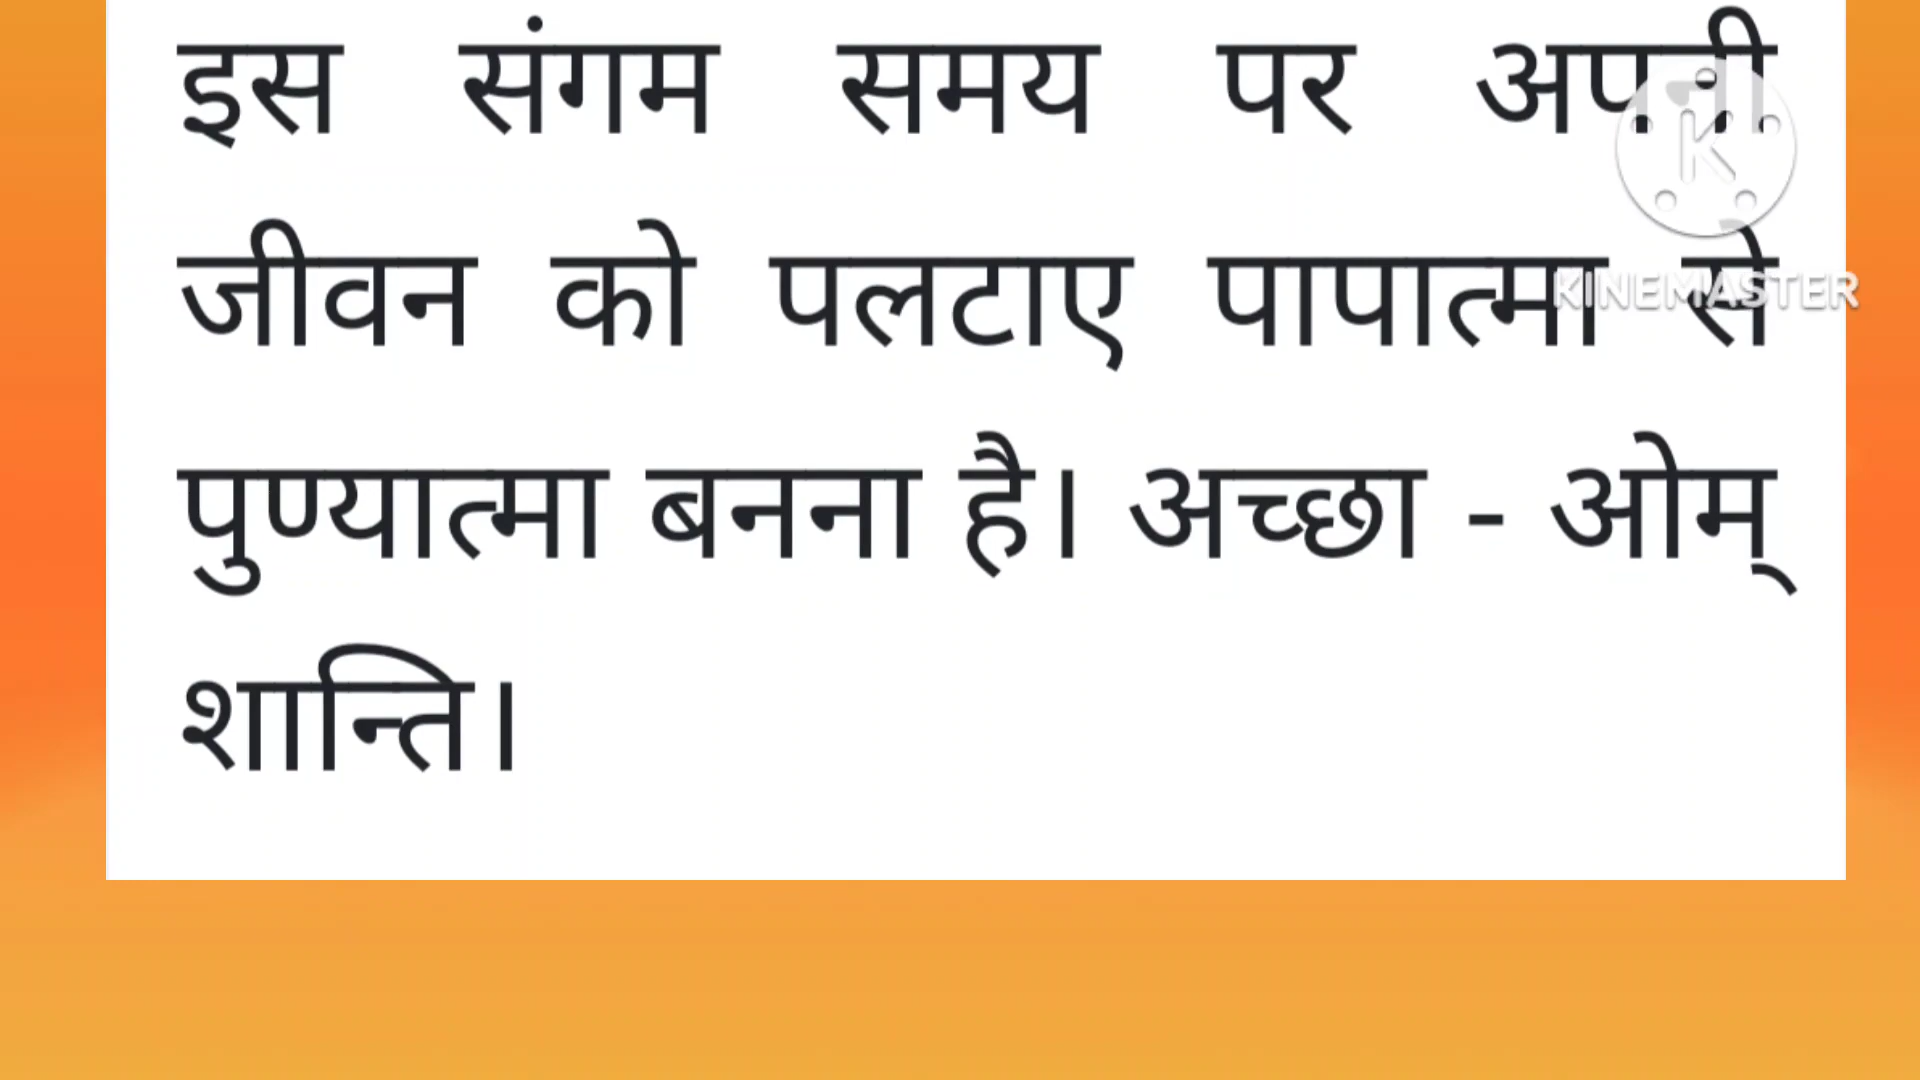 इस संगम समय पर अपनी
जीवन को पलटाए पापात्मा से
पुण्यात्मा बनना है। अच्छा - ओम्
शान्ति।
K
KINEMASTER